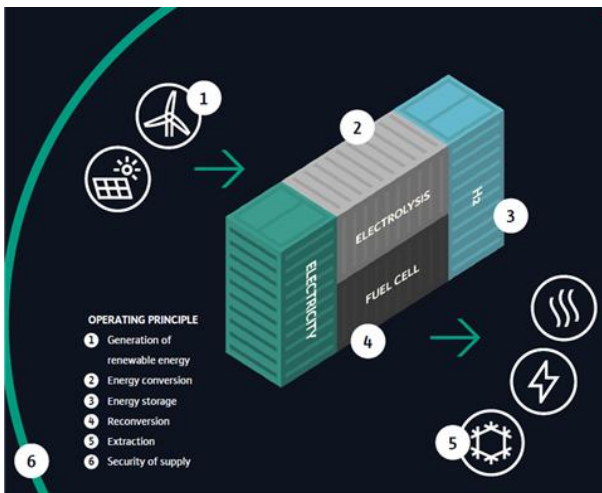 1
2
ELECTROLYSIS
H2
3
ELECTRICITY
FUEL CELL
4
OPERATING PRINCIPLE
1 Generation of
renewable energy
2 Energy conversion
3 Energy storage
4 Reconversion
5 Extraction
6 Security of supply
5
6